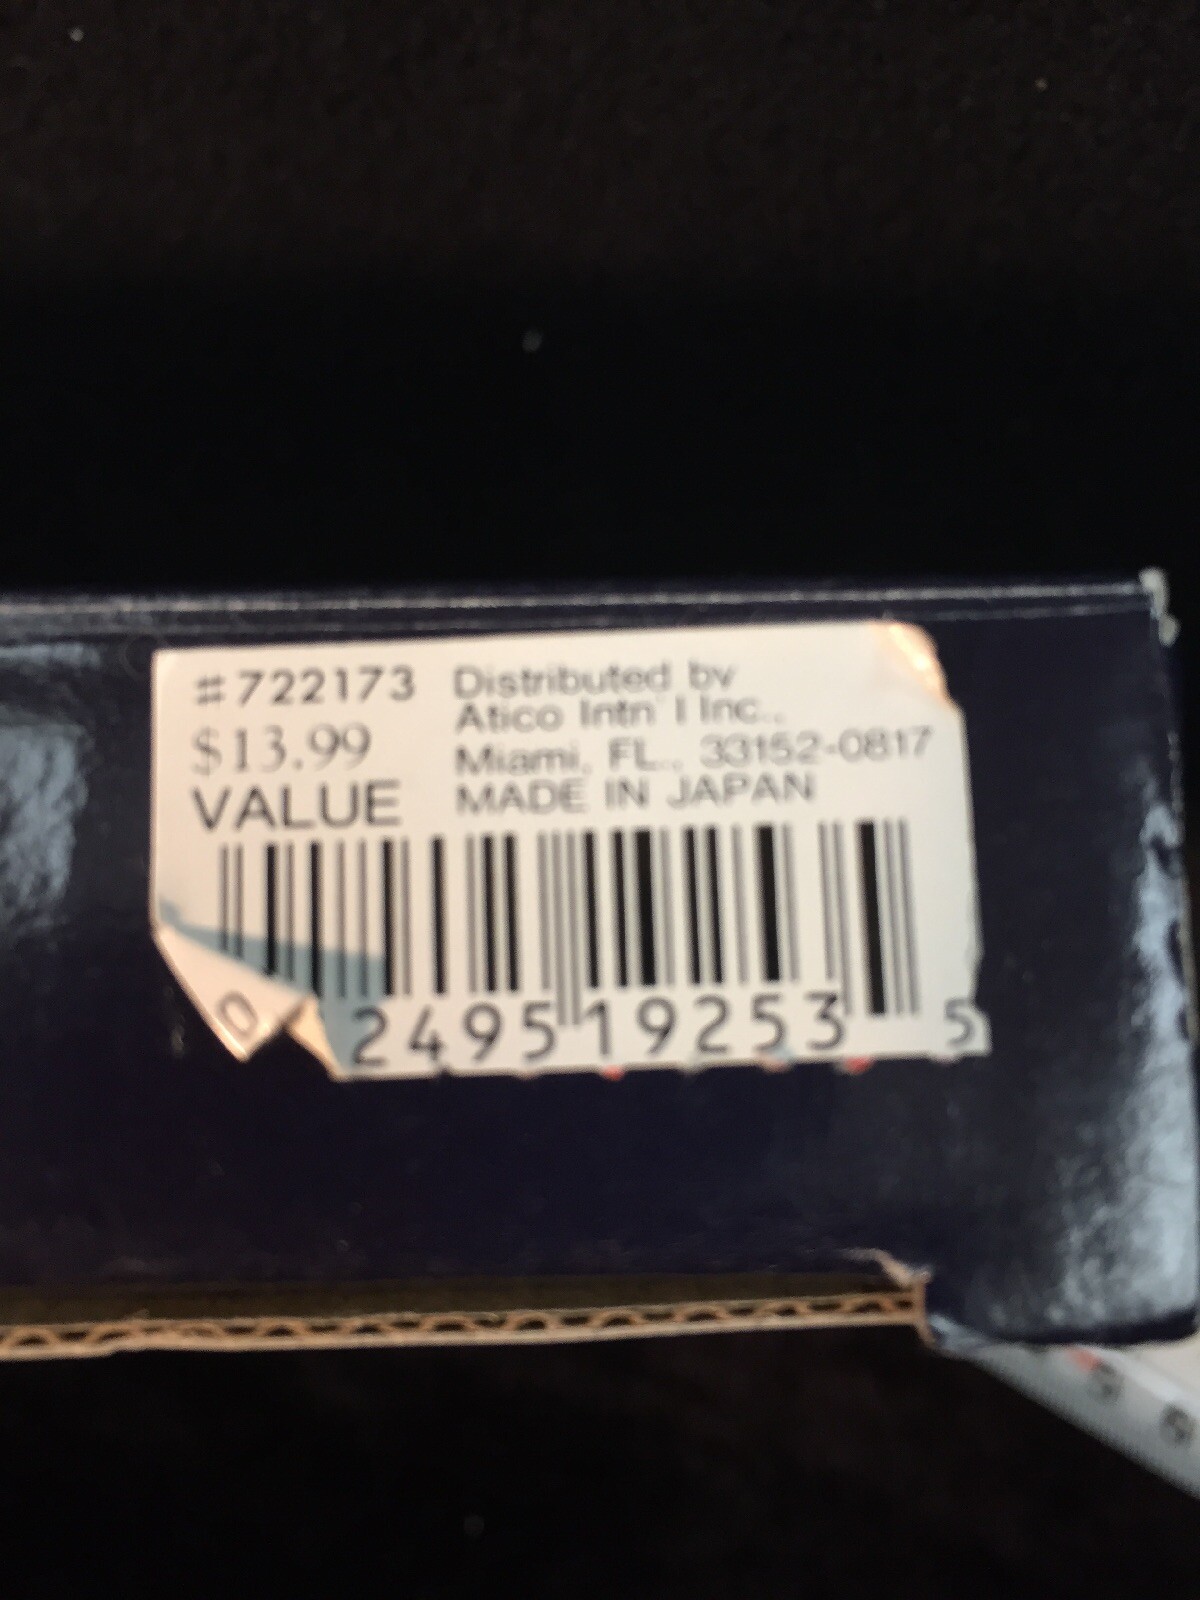 #722173
$13.99
VALUE
Distributed by
Atico Intn'l Inc.,
Miami, FL., 33152-0817
MADE IN JAPAN
0 24951 19253 5